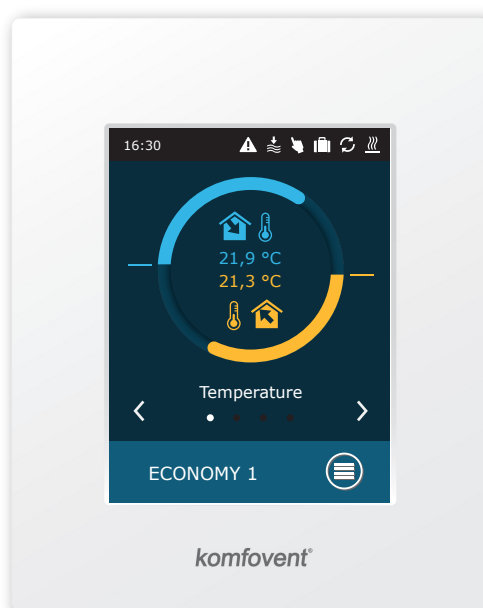 16:30
21,9 °C
21,3 °C
Temperature
ECONOMY 1
komfovent®